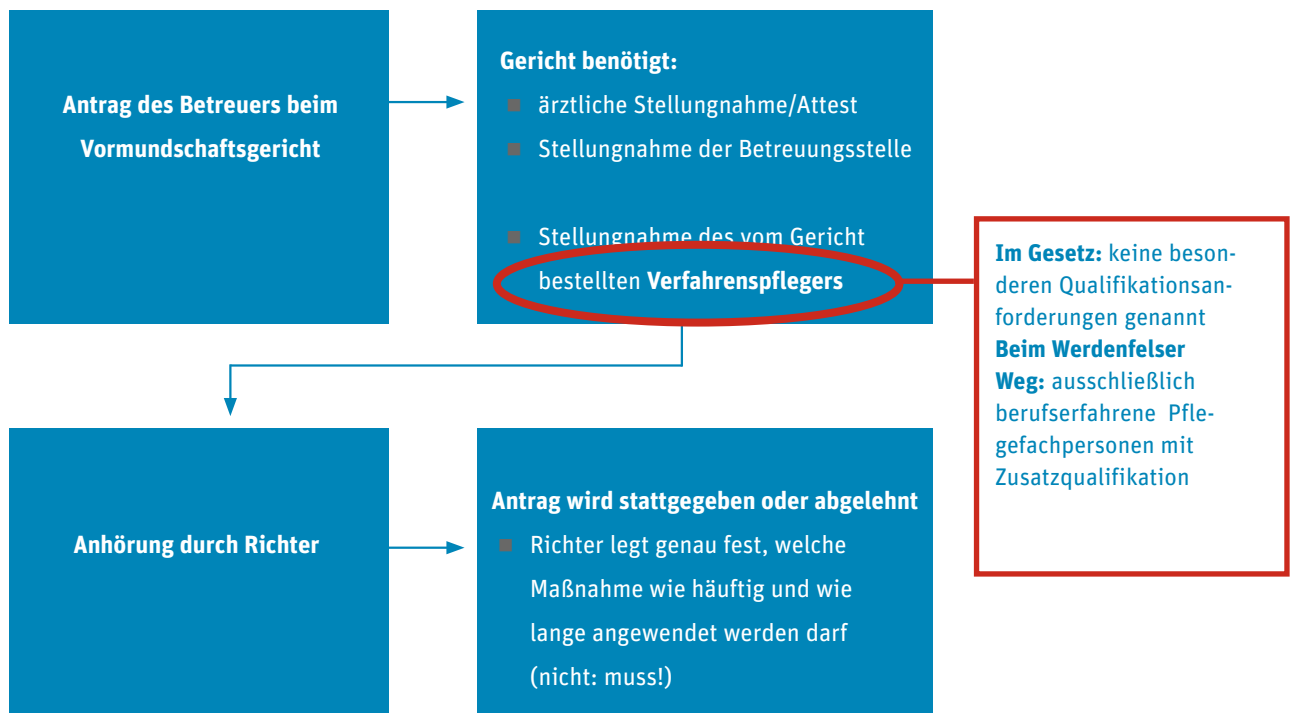 Antrag des Betreuers beim
Vormundschaftsgericht
Gericht benötigt:
ärztliche Stellungnahme/Attest
Stellungnahme der Betreuungsstelle
Stellungnahme des vom Gericht
bestellten Verfahrenspflegers
Im Gesetz: keine beson-
deren Qualifikationsan-
forderungen genannt
Beim Werdenfelser
Weg: ausschließlich
berufserfahrene Pfle-
gefachpersonen mit
Zusatzqualifikation
Anhörung durch Richter
Antrag wird stattgegeben oder abgelehnt
Richter legt genau fest, welche
Maßnahme wie häuftig und wie
lange angewendet werden darf
(nicht: muss!)